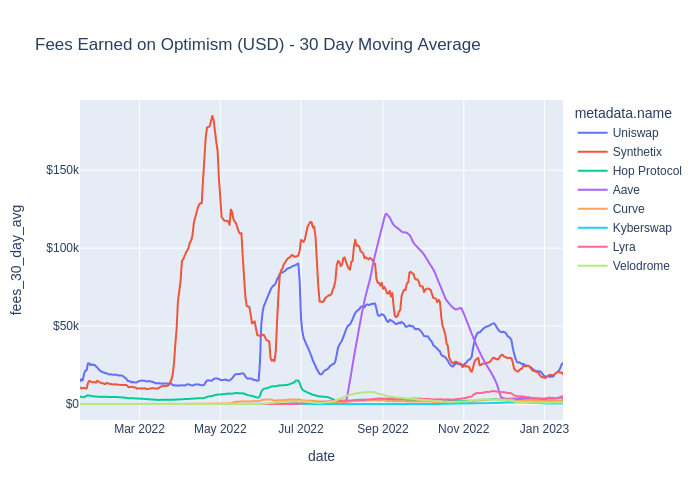 Fees Earned on Optimism (USD) - 30 Day Moving Average
metadata.name
Uniswap
Synthetix
Hop Protocol
Aave
Curve
Kyberswap
Lyra
Velodrome
fees_30_day_avg
$150k
$100k
$50k
$0
Mar 2022 May 2022 Jul 2022 Sep 2022 Nov 2022 Jan 2023
date